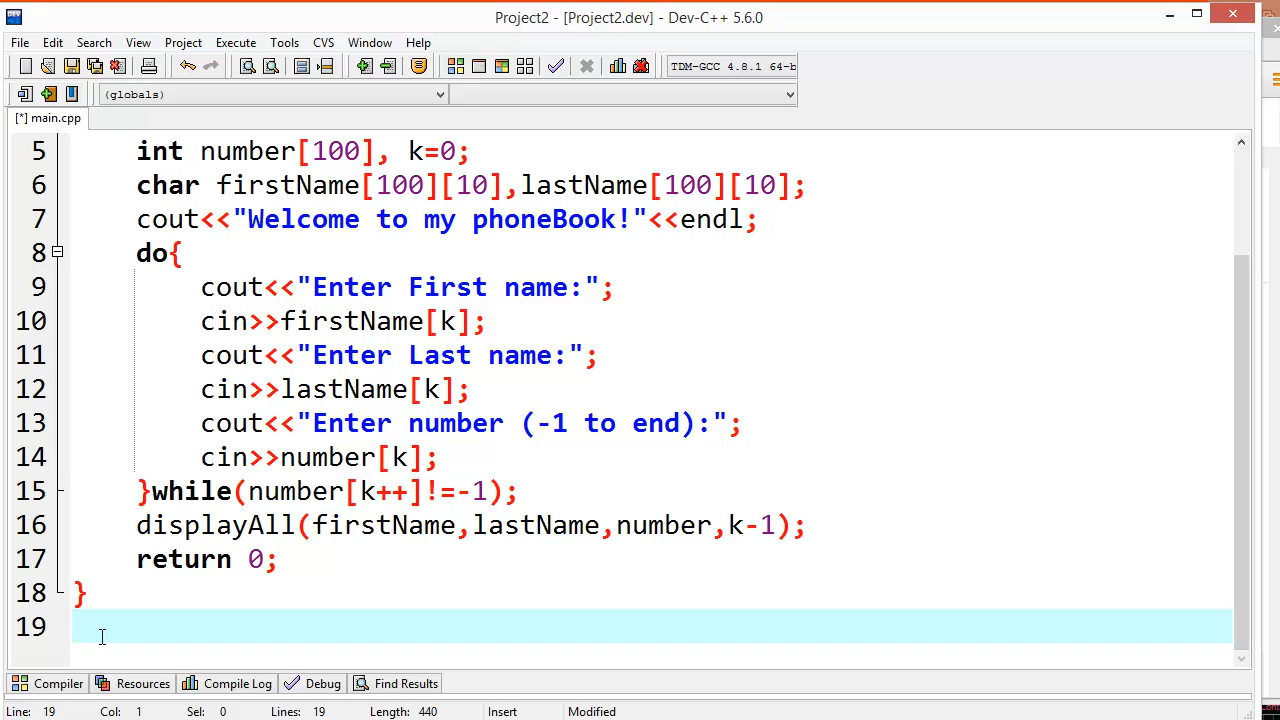 Project2 - [Project2.dev] - Dev-C++ 5.6.0
File Edit Search View Project Execute Tools CVS Window Help
TDM-GCC 4.8.1 64-b
(globals)
[*] main.cpp
5 int number[100], k=0;
6 char firstName[100][10],lastName[100][10];
7 cout<<"Welcome to my phoneBook!"<<endl;
8 do{
9 cout<<"Enter First name:";
10 cin>>firstName[k];
11 cout<<"Enter Last name:";
12 cin>>lastName[k];
13 cout<<"Enter number (-1 to end):";
14 cin>>number[k];
15 }while(number[k++]!=-1);
16 displayAll(firstName,lastName,number,k-1);
17 return 0;
18 }
19
Compiler Resources Compile Log Debug Find Results
Line: 19 Col: 1 Sel: 0 Lines: 19 Length: 440 Insert Modified